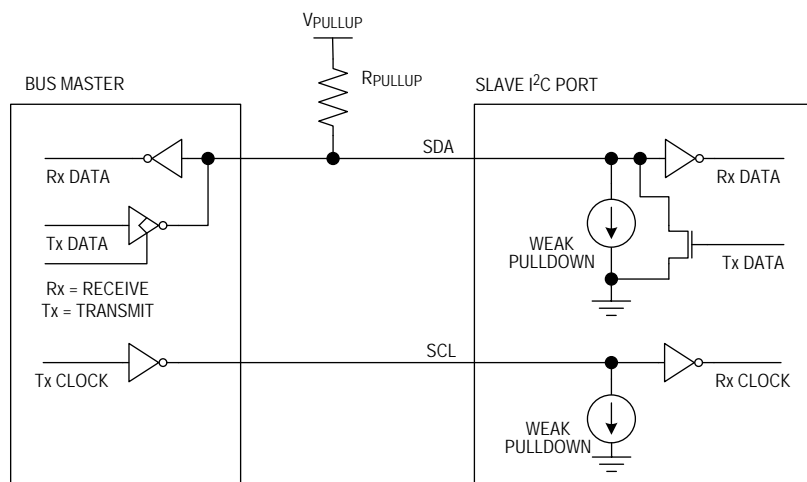 VPULLUP
RPULLUP
BUS MASTER
SLAVE I²C PORT
SDA
Rx DATA
Rx DATA
Tx DATA
WEAK
PULLDOWN
Tx DATA
Rx = RECEIVE
Tx = TRANSMIT
SCL
Tx CLOCK
Rx CLOCK
WEAK
PULLDOWN